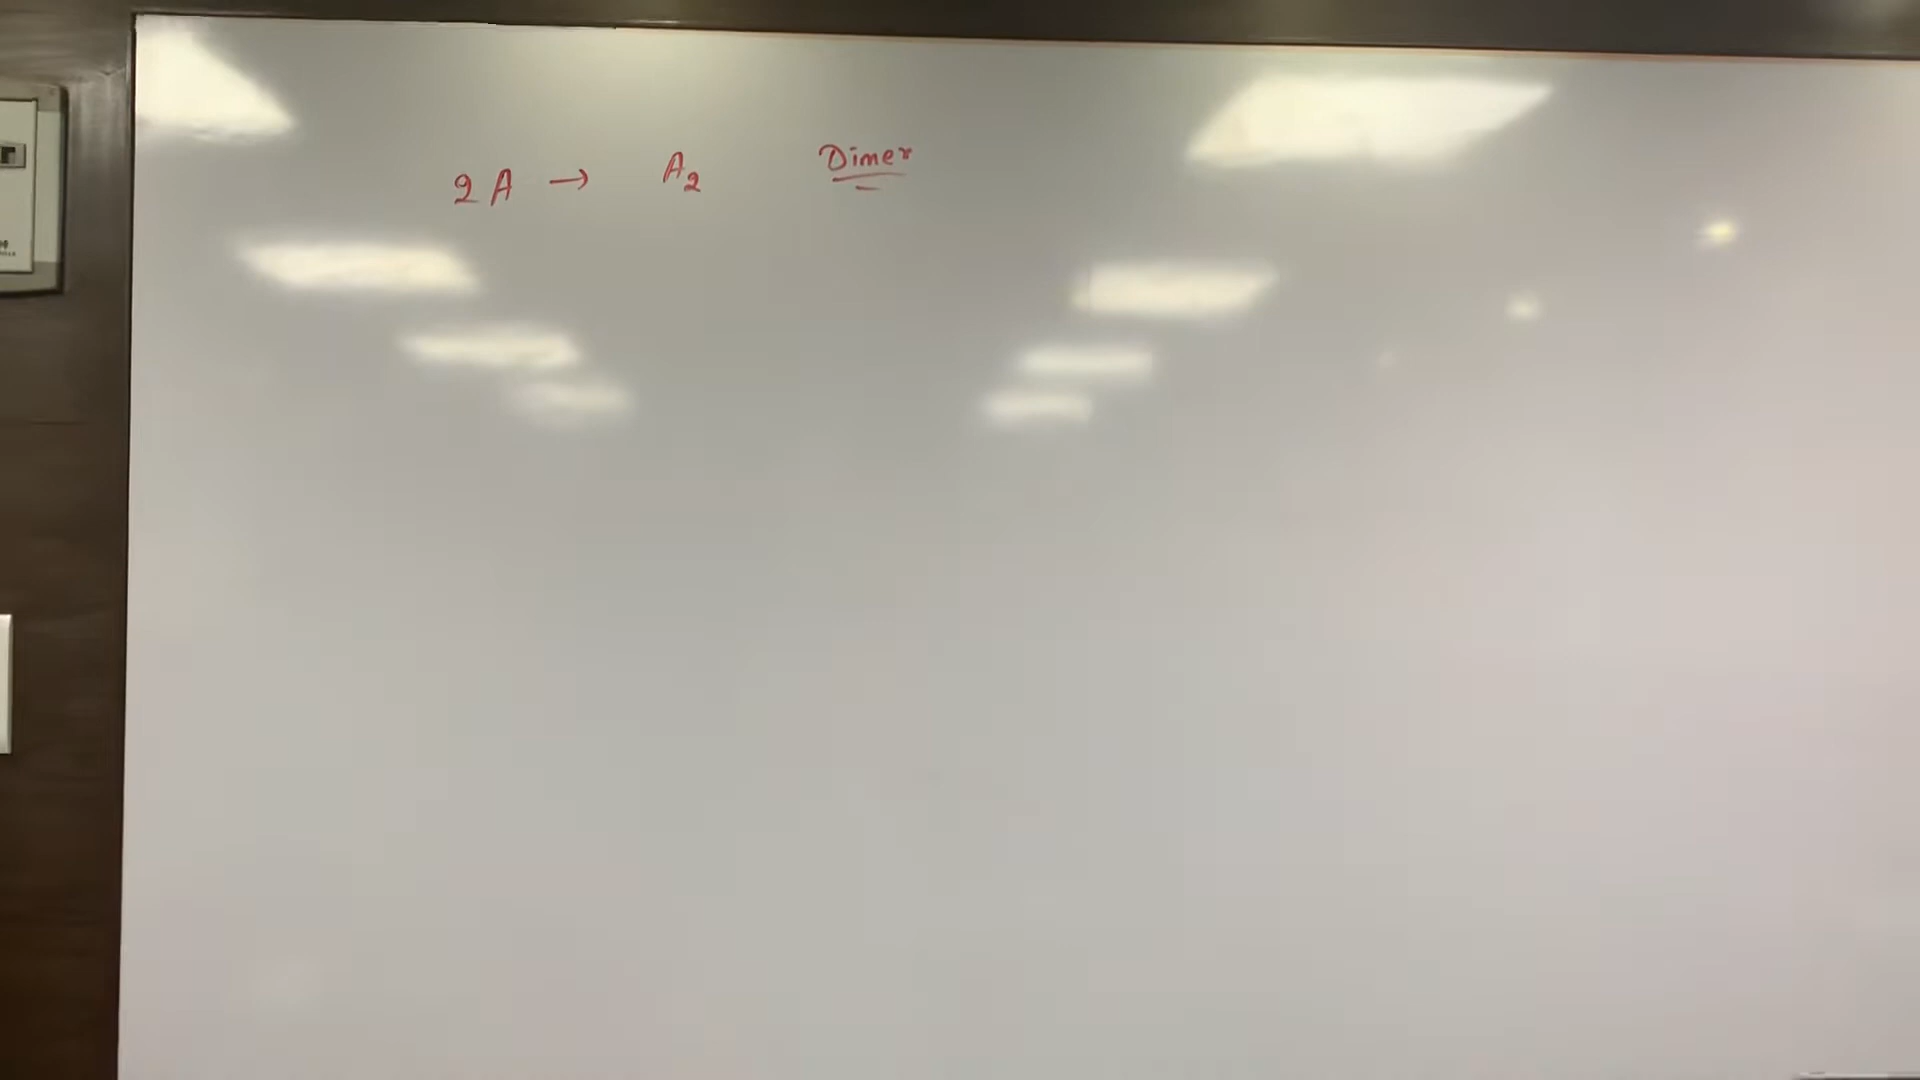 2A → A₂ Dimer